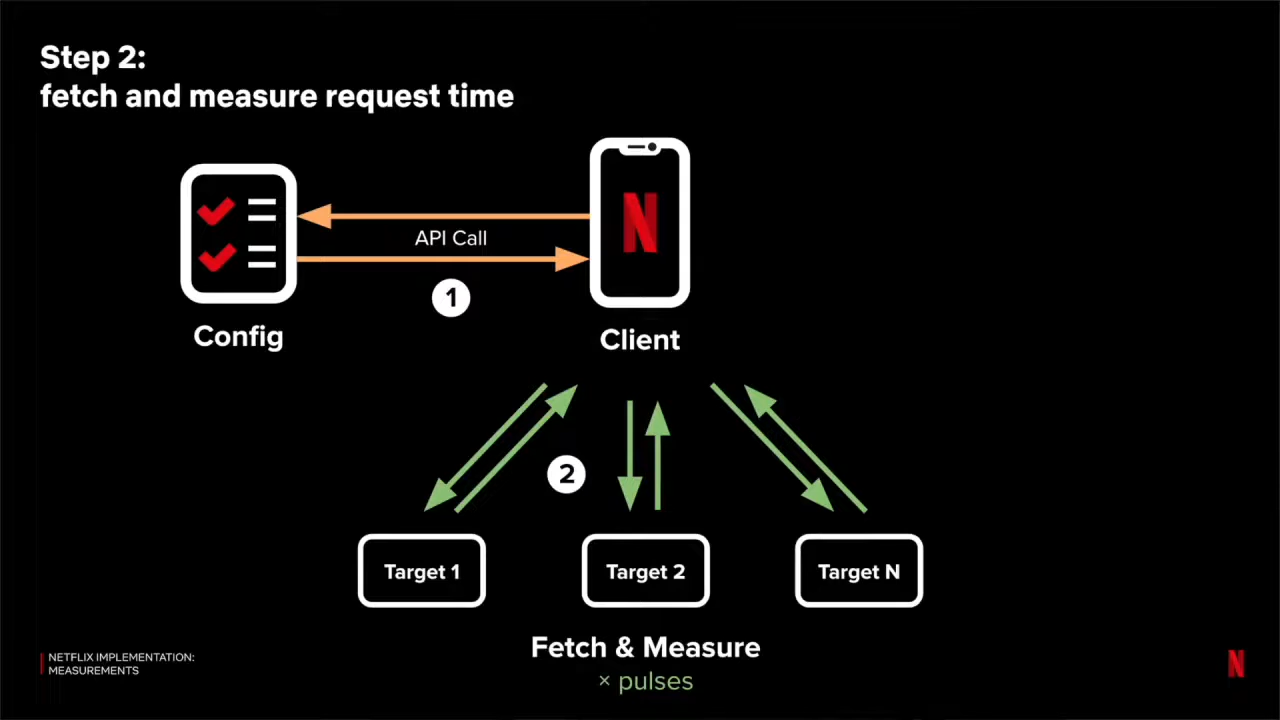 Step 2:
fetch and measure request time
API Call
1
N
Config
Client
2
Target 1
Target 2
Target N
Fetch & Measure
× pulses
NETFLIX IMPLEMENTATION:
MEASUREMENTS
N